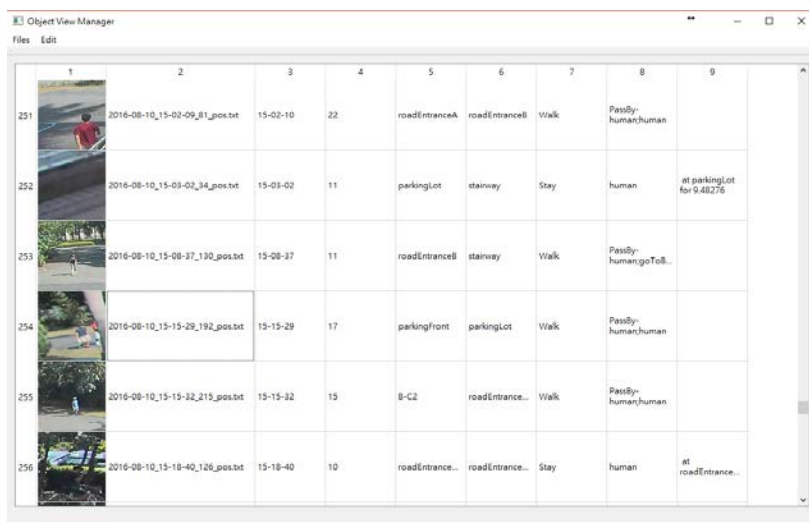 Object View Manager
Files Edit
1 2 3 4 5 6 7 8 9
251 2016-08-10_15-02-09_81_pos.txt 15-02-10 22 roadEntranceA roadEntranceB Walk PassBy-
human;human
252 2016-08-10_15-03-02_34_pos.txt 15-03-02 11 parkingLot stairway Stay human at parkingLot
for 9.48276
253 2016-08-10_15-08-37_130_pos.txt 15-08-37 11 roadEntranceB stairway Walk PassBy-
human;goToB...
254 2016-08-10_15-15-29_192_pos.txt 15-15-29 17 parkingFront parkingLot Walk PassBy-
human;human
255 2016-08-10_15-15-32_215_pos.txt 15-15-32 15 B-C2 roadEntrance... Walk PassBy-
human;human
256 2016-08-10_15-18-40_126_pos.txt 15-18-40 10 roadEntrance... roadEntrance... Stay human at
roadEntrance...